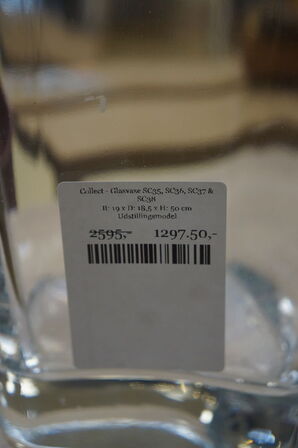 Collect - Glasvase SC35, SC36, SC37 &
SC38
B: 19 x D: 18,5 x H: 50 cm
Udstillingsmodel
2595,- 1297.50,-